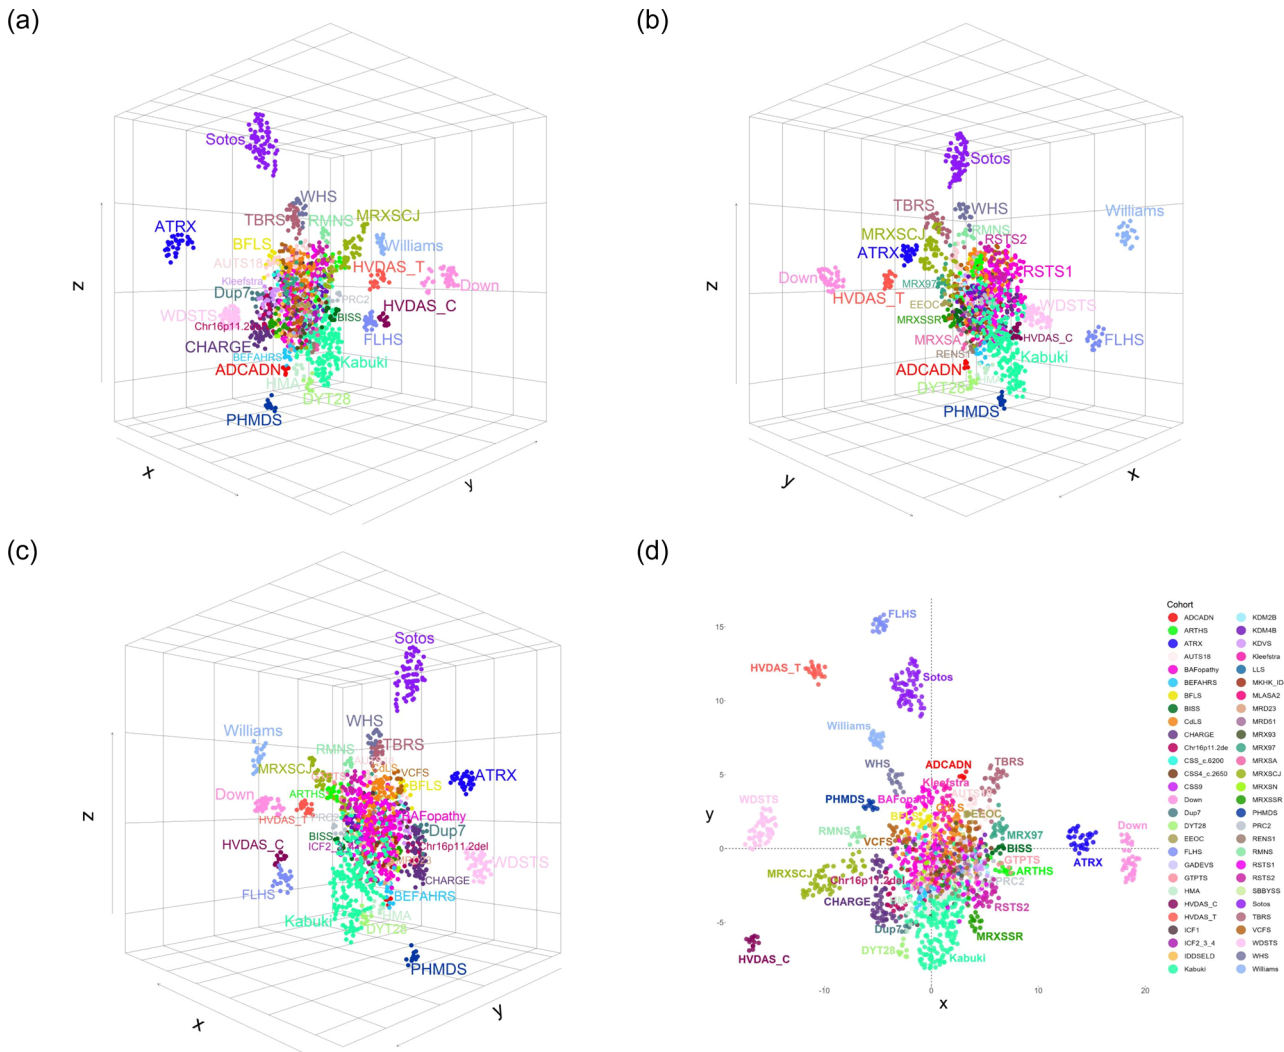 (a)
Sotos
WHS
TBRS
RMNS
MRXSCJ
ATRX
BFLS
Williams
AUTS18
HVDAS_T
Kleefstra
Down
Dup7
PRC2
HVDAS_C
WDSTS
BISS
Chr16p11.2
FLHS
CHARGE
BEFAHRS
Kabuki
ADCADN
HMA
DYT28
PHMDS
z
x
y
(b)
Sotos
TBRS
WHS
Williams
MRXSCJ
RMNS
RSTS2
ATRX
Down
RSTS1
HVDAS_T
MRX97
EEOC
WDSTS
MRXSSR
MRXSA
HVDAS_C
FLHS
RENS1
Kabuki
ADCADN
HMA
DYT28
PHMDS
z
y
x
(c)
Sotos
Williams
WHS
RMNS
TBRS
MRXSCJ
CdLS
VCFS
ATRX
GTPTS
BFLS
Down
ARTHS
HVDAS_T
PRC2
BAFopathy
BISS
Dup7
HVDAS_C
ICF2_3_4
Chr16p11.2del
WDSTS
FLHS
CHARGE
BEFAHRS
Kabuki
HMA
DYT28
PHMDS
z
x
y
(d)
FLHS
HVDAS_T
Sotos
Williams
WHS
ADCADN
TBRS
Kleefstra
PHMDS
BAFopathy
AUTS
WDSTS
EEOC
RMNS
VCFS
MRX97
Down
BISS
ATRX
GTPTS
MRXSCJ
Chr16p11.2del
ARTHS
PRC2
CHARGE
RSTS2
Dup7
MRXSSR
HVDAS_C
DYT28
Kabuki
15
10
5
0
-5
y
-10
0
10
20
x
Cohort
ADCADN
ARTHS
ATRX
AUTS18
BAFopathy
BEFAHRS
BFLS
BISS
CdLS
CHARGE
Chr16p11.2de
CSS_c.6200
CSS4_c.2650
CSS9
Down
Dup7
DYT28
EEOC
FLHS
GADEVS
GTPTS
HMA
HVDAS_C
HVDAS_T
ICF1
ICF2_3_4
IDDSELD
Kabuki
KDM2B
KDM4B
KDVS
Kleefstra
LLS
MKHK_ID
MLASA2
MRD23
MRD51
MRX93
MRX97
MRXSA
MRXSCJ
MRXSN
MRXSSR
PHMDS
PRC2
RENS1
RMNS
RSTS1
RSTS2
SBBYSS
Sotos
TBRS
VCFS
WDSTS
WHS
Williams